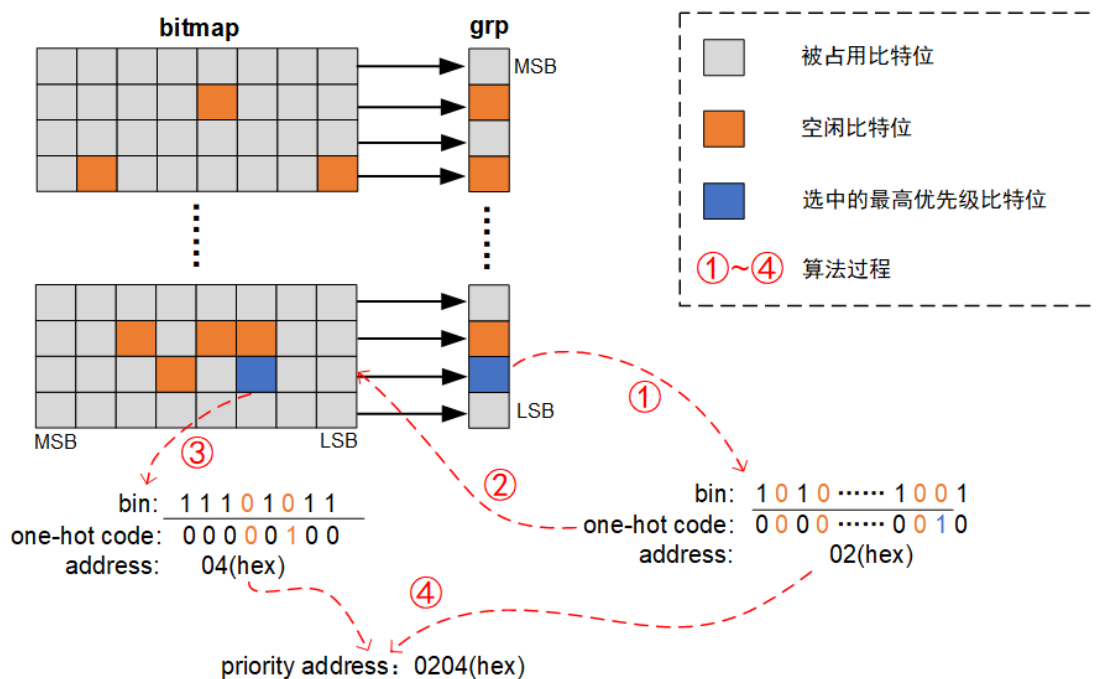 bitmap
grp
MSB
被占用比特位
空闲比特位
选中的最高优先级比特位
①~④ 算法过程
LSB
MSB
LSB
①
②
③
bin: 1 1 1 0 1 0 1 1
one-hot code: 0 0 0 0 0 1 0 0
address: 04(hex)
bin: 1 0 1 0 ······ 1 0 0 1
one-hot code: 0 0 0 0 ······ 0 0 1 0
address: 02(hex)
④
priority address：0204(hex)